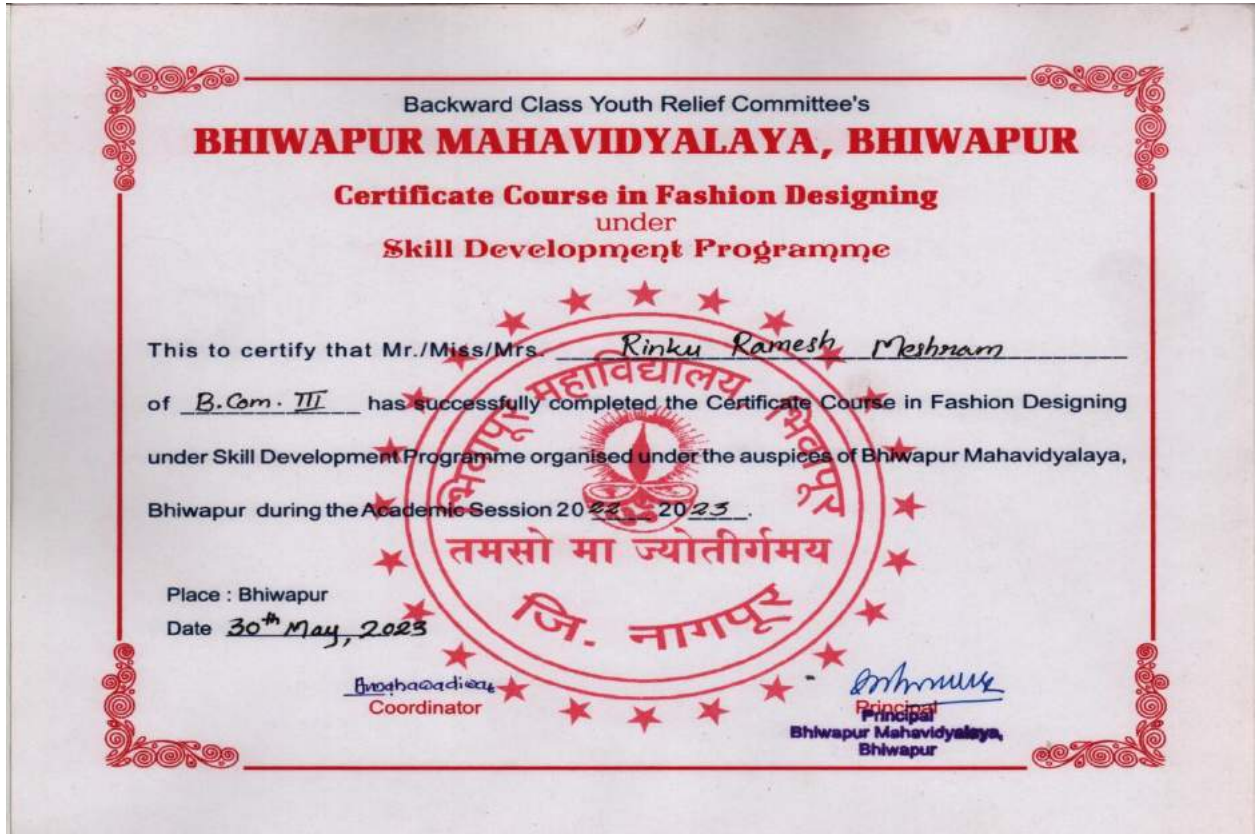 Backward Class Youth Relief Committee's
BHIWAPUR MAHAVIDYALAYA, BHIWAPUR
Certificate Course in Fashion Designing
under
Skill Development Programme
This to certify that Mr./Miss/Mrs. Rinku Ramesh Meshram
of B.Com. III has successfully completed the Certificate Course in Fashion Designing
under Skill Development Programme organised under the auspices of Bhiwapur Mahavidyalaya,
Bhiwapur during the Academic Session 2022 2023.
भिवापूर महाविद्यालय, भिवापूर
तमसो मा ज्योतीर्गमय
जि. नागपूर
Place : Bhiwapur
Date 30th May, 2023
Coordinator
Principal
Principal
Bhiwapur Mahavidyalaya,
Bhiwapur